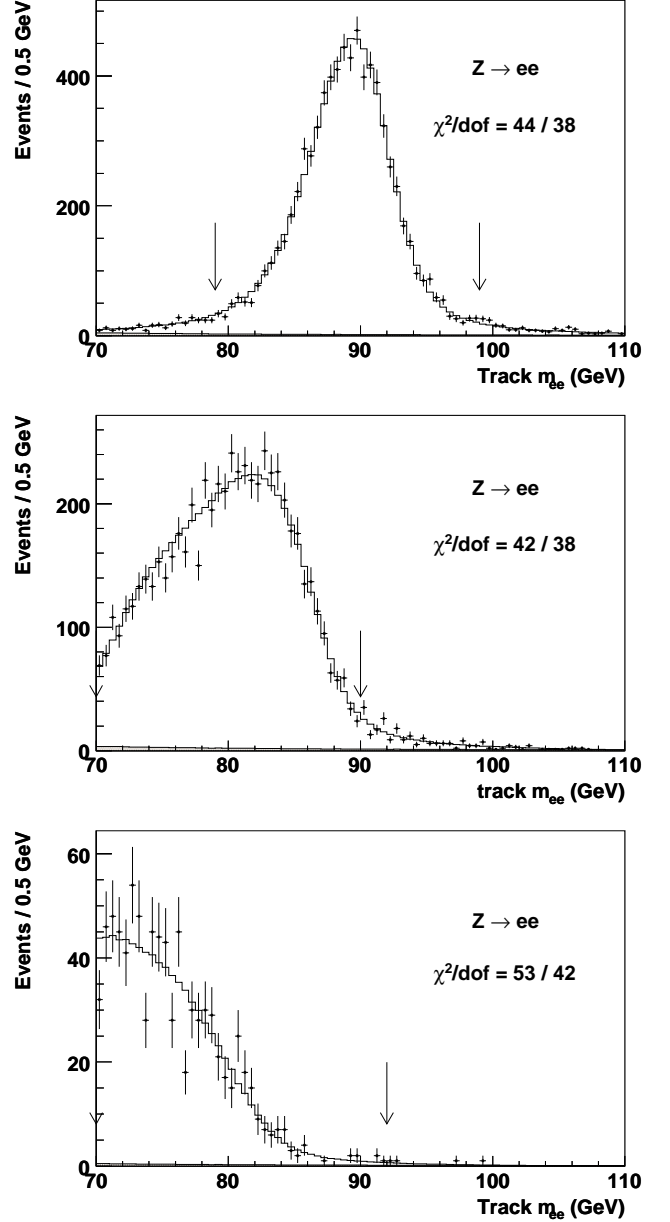 Events / 0.5 GeV
400
200
0
Z → ee
χ²/dof = 44 / 38
70 80 90 100 110
Track m_ee (GeV)
Events / 0.5 GeV
200
100
0
Z → ee
χ²/dof = 42 / 38
70 80 90 100 110
track m_ee (GeV)
Events / 0.5 GeV
60
40
20
0
Z → ee
χ²/dof = 53 / 42
70 80 90 100 110
Track m_ee (GeV)